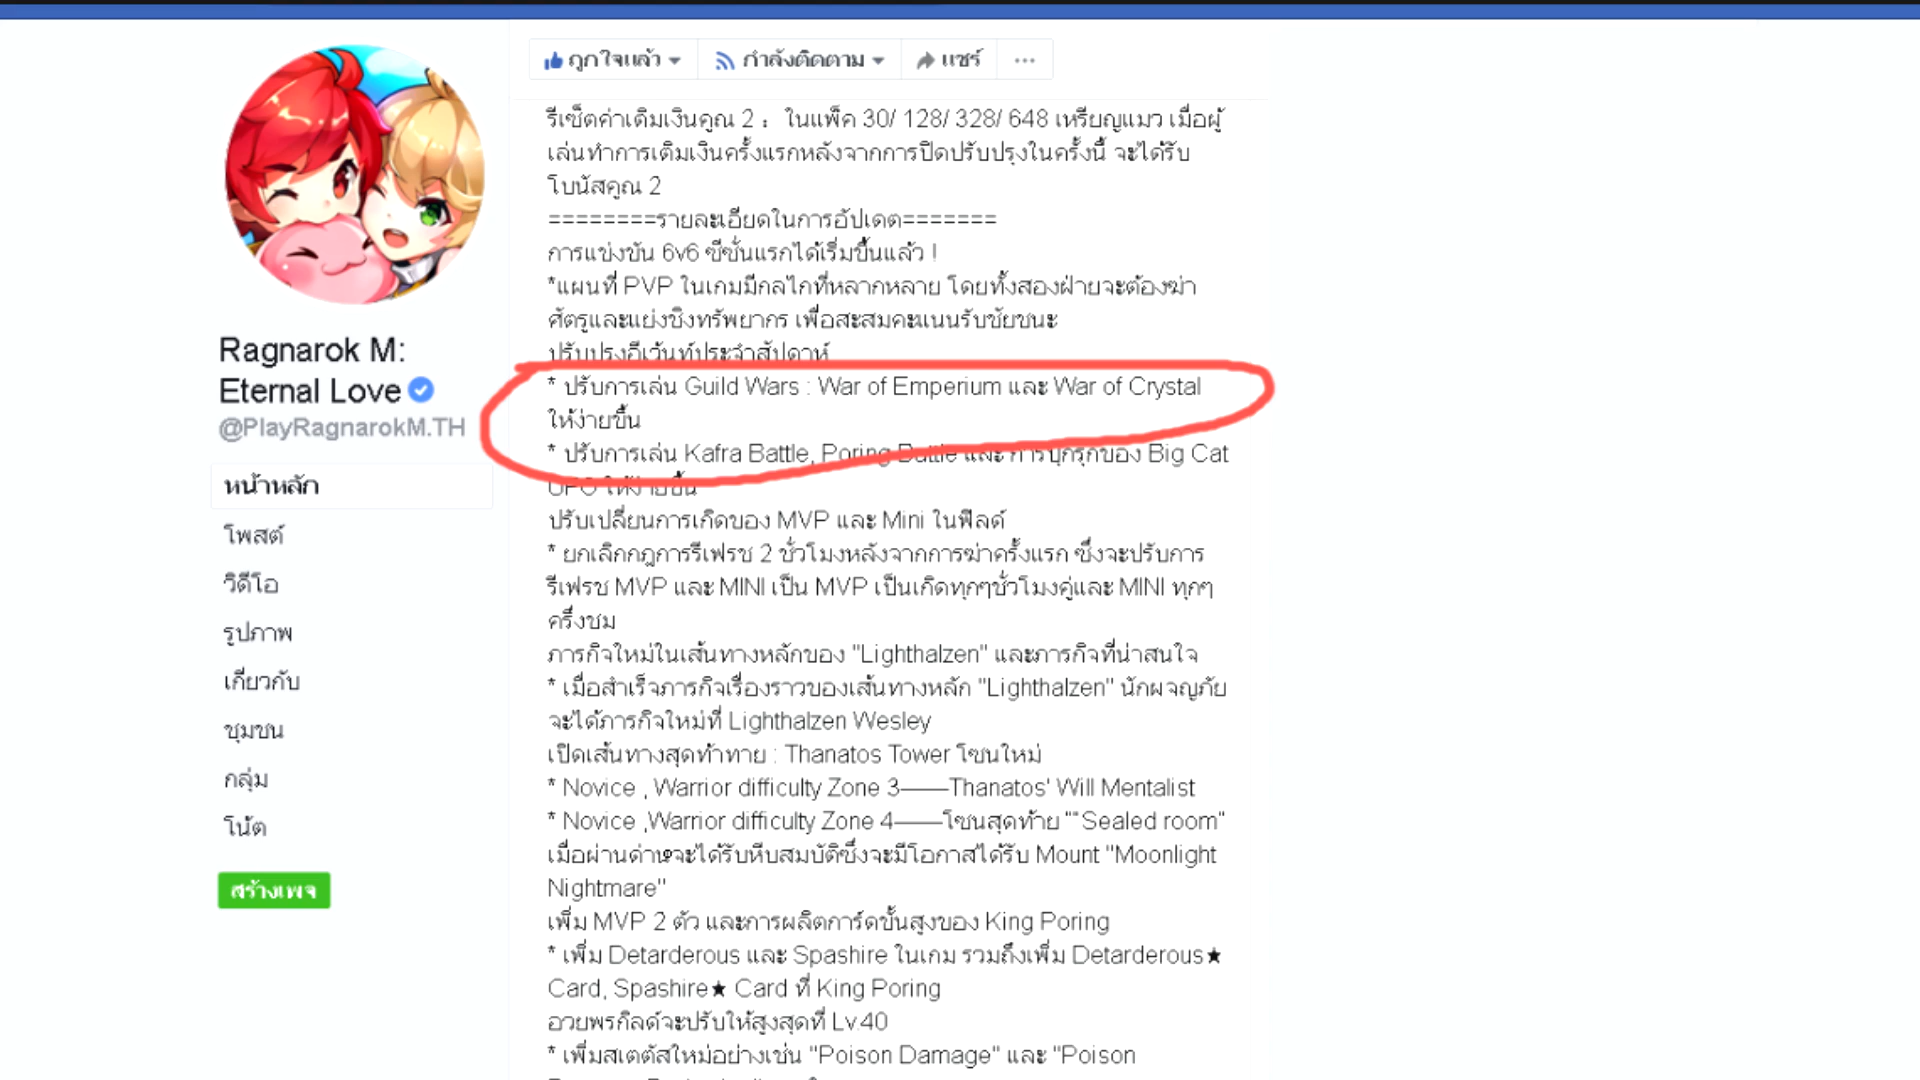 ถูกใจแล้ว
กำลังติดตาม
แชร์
รีเซ็ตค่าเติมเงินคูณ 2 : ในแพ็ค 30/ 128/ 328/ 648 เหรียญแมว เมื่อผู้
เล่นทำการเติมเงินครั้งแรกหลังจากการปิดปรับปรุงในครั้งนี้ จะได้รับ
โบนัสคูณ 2
========รายละเอียดในการอัปเดต=======
การแข่งขัน 6v6 ซีซั่นแรกได้เริ่มขึ้นแล้ว !
*แผนที่ PVP ในเกมมีกลไกที่หลากหลาย โดยทั้งสองฝ่ายจะต้องฆ่า
ศัตรูและแย่งชิงทรัพยากร เพื่อสะสมคะแนนรับชัยชนะ
ปรับปรุงอีเว้นท์ประจำสัปดาห์
* ปรับการเล่น Guild Wars : War of Emperium และ War of Crystal
ให้ง่ายขึ้น
* ปรับการเล่น Kafra Battle, Poring Battle และ การบุกรุกของ Big Cat
UFO ให้ง่ายขึ้น
ปรับเปลี่ยนการเกิดของ MVP และ Mini ในฟิลด์
* ยกเลิกกฎการรีเฟรช 2 ชั่วโมงหลังจากการฆ่าครั้งแรก ซึ่งจะปรับการ
รีเฟรช MVP และ MINI เป็น MVP เป็นเกิดทุกๆชั่วโมงคู่และ MINI ทุกๆ
ครึ่งชม
ภารกิจใหม่ในเส้นทางหลักของ "Lighthalzen" และภารกิจที่น่าสนใจ
* เมื่อสำเร็จภารกิจเรื่องราวของเส้นทางหลัก "Lighthalzen" นักผจญภัย
จะได้ภารกิจใหม่ที่ Lighthalzen Wesley
เปิดเส้นทางสุดท้าทาย : Thanatos Tower โซนใหม่
* Novice , Warrior difficulty Zone 3——Thanatos' Will Mentalist
* Novice ,Warrior difficulty Zone 4——โซนสุดท้าย ""Sealed room"
เมื่อผ่านด่านจะได้รับหีบสมบัติซึ่งจะมีโอกาสได้รับ Mount "Moonlight
Nightmare"
เพิ่ม MVP 2 ตัว และการผลิตการ์ดขั้นสูงของ King Poring
* เพิ่ม Detarderous และ Spashire ในเกม รวมถึงเพิ่ม Detarderous★
Card, Spashire★ Card ที่ King Poring
อวยพรกิลด์จะปรับให้สูงสุดที่ Lv.40
* เพิ่มสเตตัสใหม่อย่างเช่น "Poison Damage" และ "Poison
Ragnarok M:
Eternal Love
@PlayRagnarokM.TH
หน้าหลัก
โพสต์
วิดีโอ
รูปภาพ
เกี่ยวกับ
ชุมชน
กลุ่ม
โน้ต
สร้างเพจ